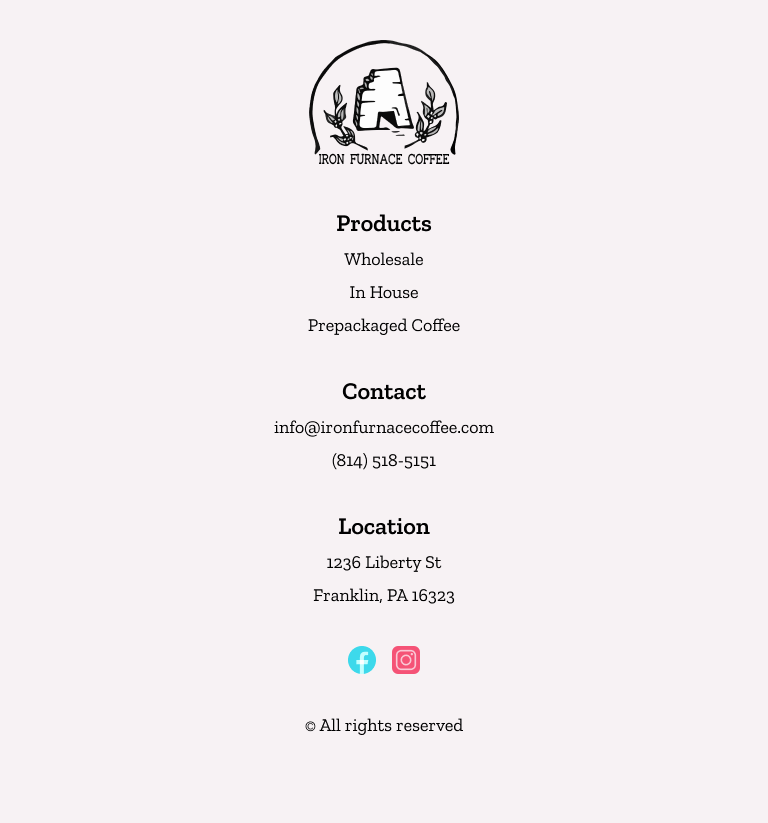 IRON FURNACE COFFEE
Products
Wholesale
In House
Prepackaged Coffee
Contact
info@ironfurnacecoffee.com
(814) 518-5151
Location
1236 Liberty St
Franklin, PA 16323
© All rights reserved